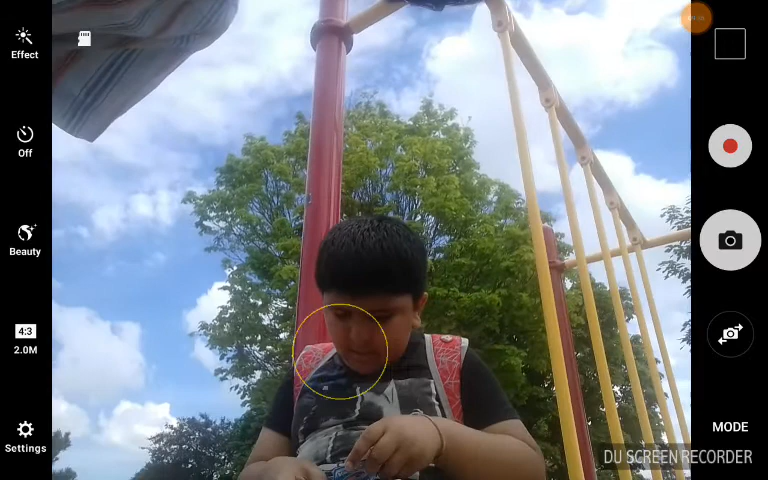 Effect
Off
Beauty
4:3
2.0M
Settings
MODE
DU SCREEN RECORDER